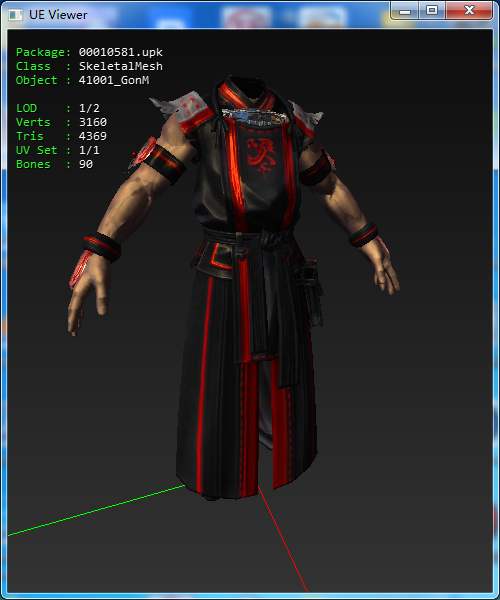 UE Viewer
Package: 00010581.upk
Class : SkeletalMesh
Object : 41001_GonM
LOD : 1/2
Verts : 3160
Tris : 4369
UV Set : 1/1
Bones : 90